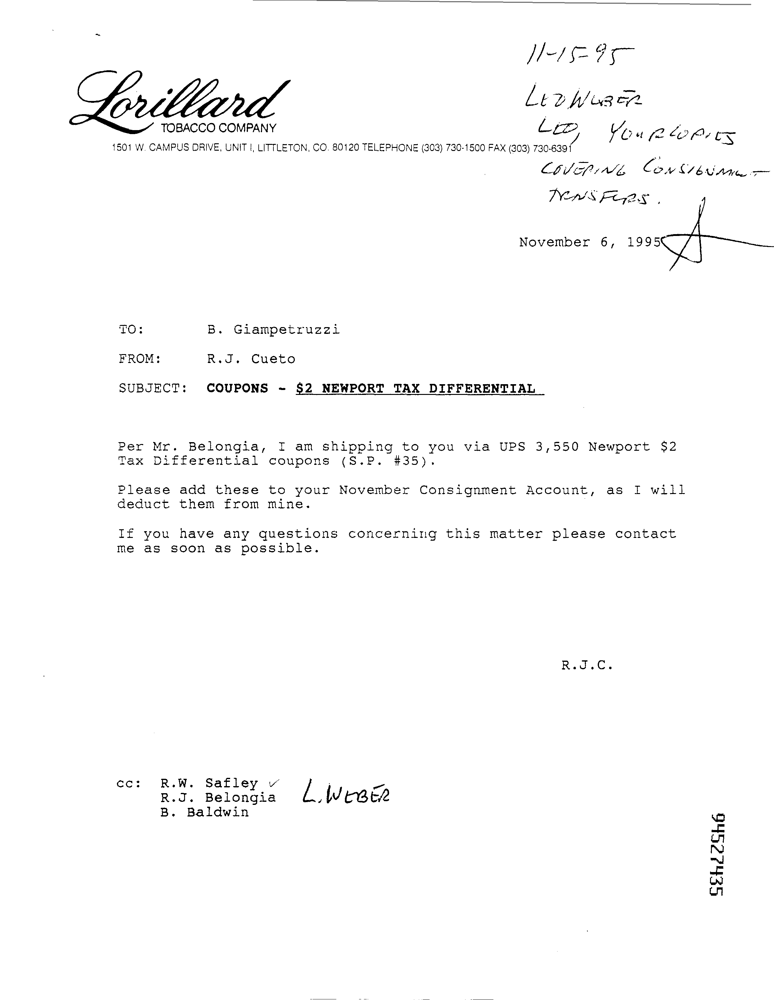 11-15-95
Lorillard
TOBACCO COMPANY
LEO WEBER
LEO, YOUR COPIES
1501 W. CAMPUS DRIVE, UNIT I, LITTLETON, CO. 80120 TELEPHONE (303) 730-1500 FAX (303) 730-6391
COVERING CONSIGNMENT
TRNSFERS.
November 6, 1995
TO: B. Giampetruzzi
FROM: R.J. Cueto
SUBJECT: COUPONS - $2 NEWPORT TAX DIFFERENTIAL
Per Mr. Belongia, I am shipping to you via UPS 3,550 Newport $2
Tax Differential coupons (S.P. #35).
Please add these to your November Consignment Account, as I will
deduct them from mine.
If you have any questions concerning this matter please contact
me as soon as possible.
R.J.C.
cc: R.W. Safley ✓
R.J. Belongia L. WEBER
B. Baldwin
94527435